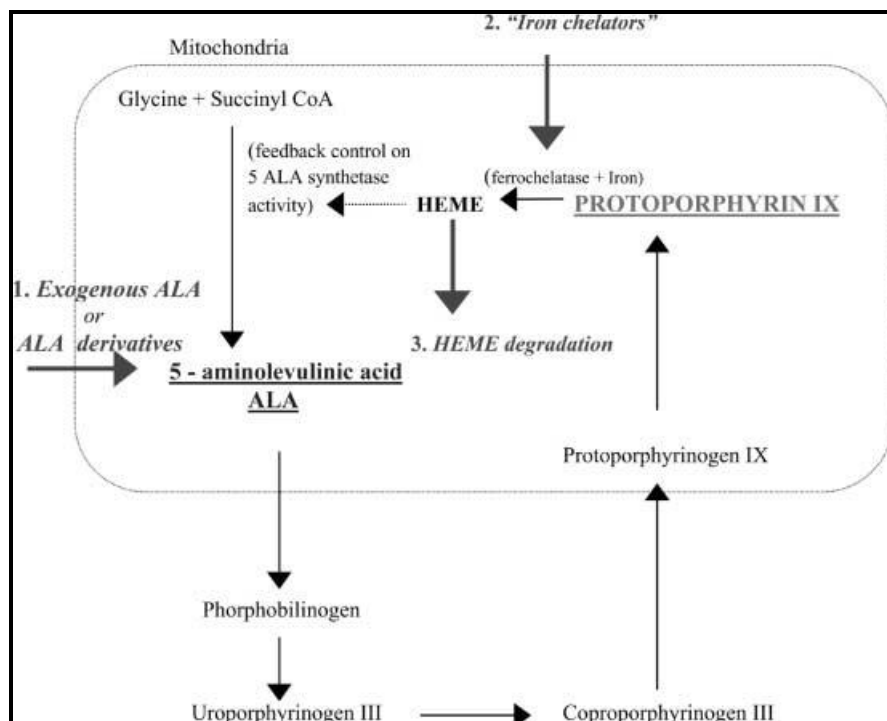 2. “Iron chelators”
Mitochondria
Glycine + Succinyl CoA
(feedback control on
5 ALA synthetase
activity)
HEME
(ferrochelatase + Iron)
PROTOPORPHYRIN IX
1. Exogenous ALA
or
ALA derivatives
3. HEME degradation
5 - aminolevulinic acid
ALA
Protoporphyrinogen IX
Phorphobilinogen
Uroporphyrinogen III
Coproporphyrinogen III